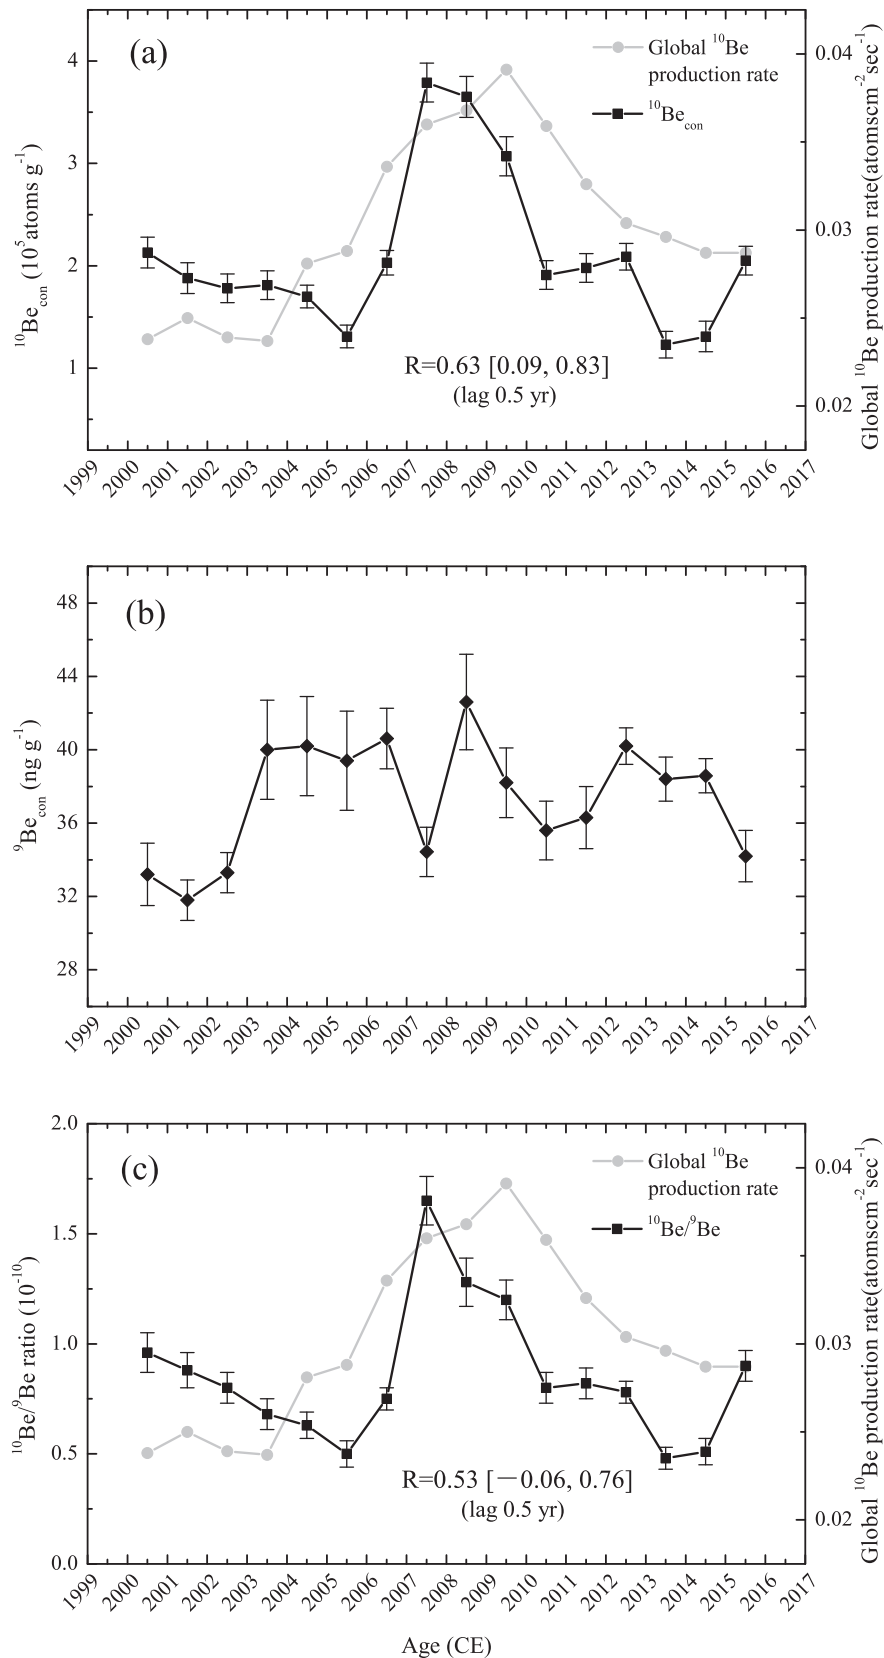 (a)
Global ¹⁰Be
production rate
¹⁰Be_con
4
3
2
1
¹⁰Be_con (10⁵atoms g⁻¹)
0.04
0.03
0.02
Global ¹⁰Be production rate(atomscm⁻²sec⁻¹)
R=0.63 [0.09, 0.83]
(lag 0.5 yr)
1999 2000 2001 2002 2003 2004 2005 2006 2007 2008 2009 2010 2011 2012 2013 2014 2015 2016 2017
(b)
48
44
40
36
32
28
⁹Be_con (ng g⁻¹)
1999 2000 2001 2002 2003 2004 2005 2006 2007 2008 2009 2010 2011 2012 2013 2014 2015 2016 2017
(c)
Global ¹⁰Be
production rate
¹⁰Be/⁹Be
2.0
1.5
1.0
0.5
0.0
¹⁰Be/⁹Be ratio (10⁻¹⁰)
0.04
0.03
0.02
Global ¹⁰Be production rate(atomscm⁻²sec⁻¹)
R=0.53 [−0.06, 0.76]
(lag 0.5 yr)
1999 2000 2001 2002 2003 2004 2005 2006 2007 2008 2009 2010 2011 2012 2013 2014 2015 2016 2017
Age (CE)